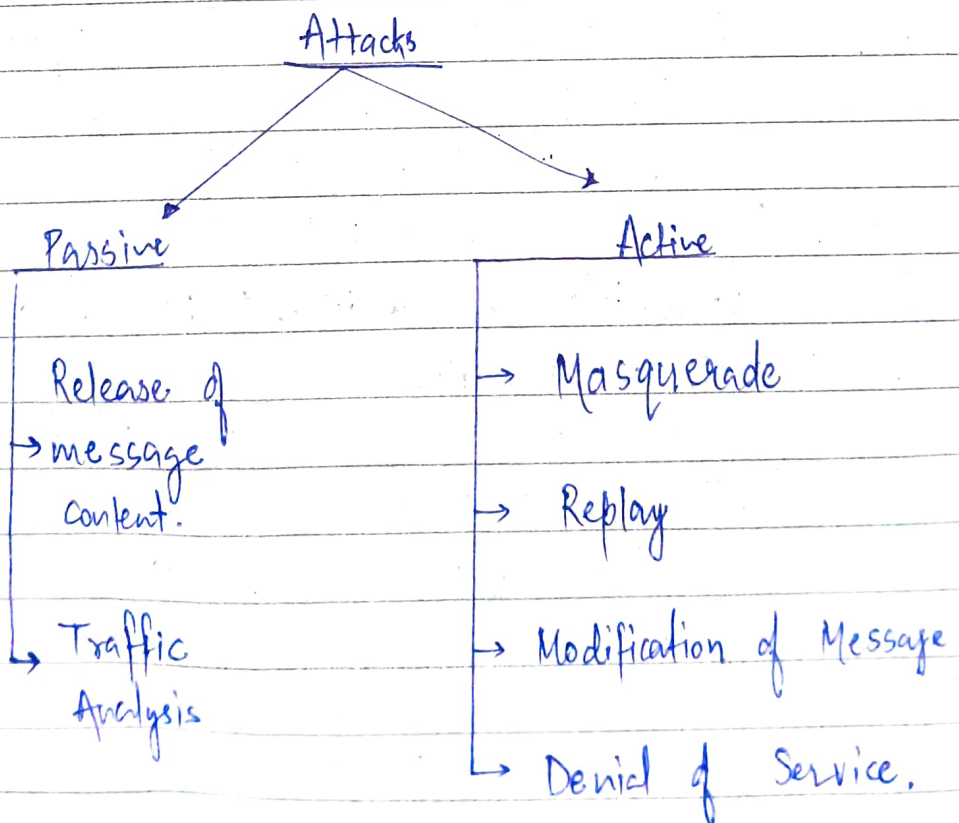 Attacks
Passive
Release of
message
content.
Traffic
Analysis
Active
Masquerade
Replay
Modification of Message
Denial of Service.